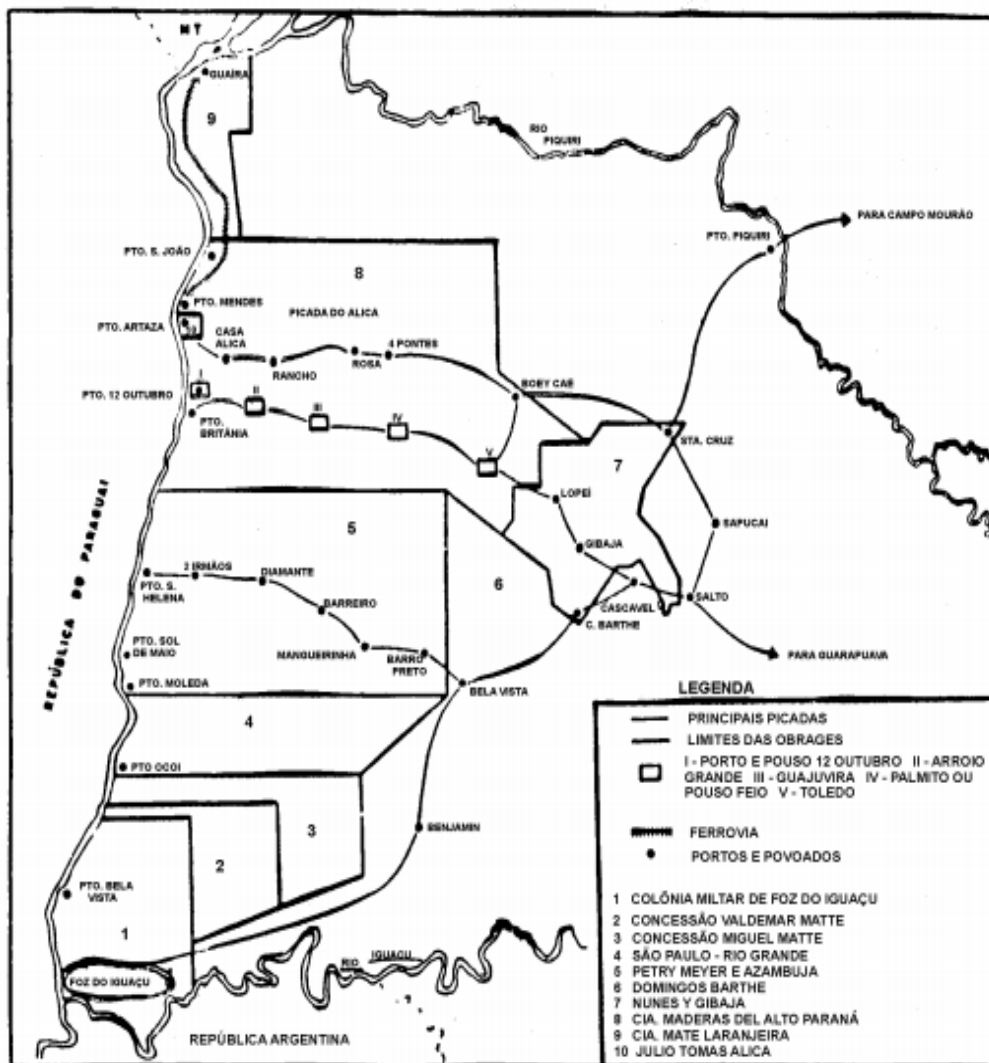 MT
GUAÍRA
9
RIO
PIQUIRI
PARA CAMPO MOURÃO
PTO. PIQUIRI
PTO. S. JOÃO
8
PTO. MENDES
PICADA DO ALICA
PTO. ARTAZA
10
CASA
ALICA
RANCHO
ROSA
4 PONTES
BOEY CAE
I
PTO. 12 OUTUBRO
II
III
IV
PTO.
BRITÂNIA
V
STA. CRUZ
7
LOPEÍ
SAPUCAI
GIBAJA
REPÚBLICA DO PARAGUAI
5
2 IRMÃOS
DIAMANTE
PTO. S.
HELENA
BARREIRO
6
CASCAVEL
C. BARTHE
SALTO
PTO. SOL
DE MAIO
MANGUEIRINHA
BARRO
PRETO
PARA GUARAPUAVA
PTO. MOLEDA
BELA VISTA
4
PTO OCOI
BENJAMIN
3
2
PTO. BELA
VISTA
1
FOZ DO IGUAÇU
RIO IGUAÇU
REPÚBLICA ARGENTINA
LEGENDA
PRINCIPAIS PICADAS
LIMITES DAS OBRAGES
I - PORTO E POUSO 12 OUTUBRO II - ARROIO
GRANDE III - GUAJUVIRA IV - PALMITO OU
POUSO FEIO V - TOLEDO
FERROVIA
PORTOS E POVOADOS
1 COLÔNIA MILTAR DE FOZ DO IGUAÇU
2 CONCESSÃO VALDEMAR MATTE
3 CONCESSÃO MIGUEL MATTE
4 SÃO PAULO - RIO GRANDE
5 PETRY MEYER E AZAMBUJA
6 DOMINGOS BARTHE
7 NUNES Y GIBAJA
8 CIA. MADERAS DEL ALTO PARANÁ
9 CIA. MATE LARANJEIRA
10 JULIO TOMAS ALICA